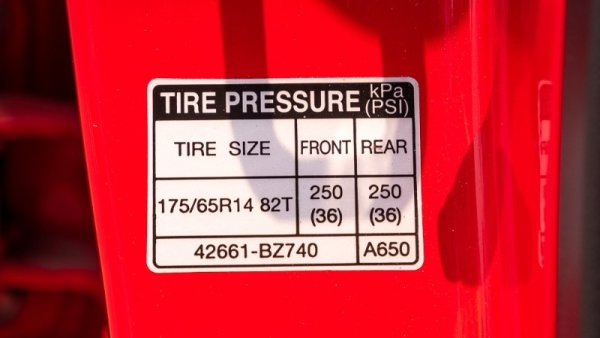 TIRE PRESSURE kPa (PSI)
TIRE SIZE FRONT REAR
175/65R14 82T 250 (36) 250 (36)
42661-BZ740 A650